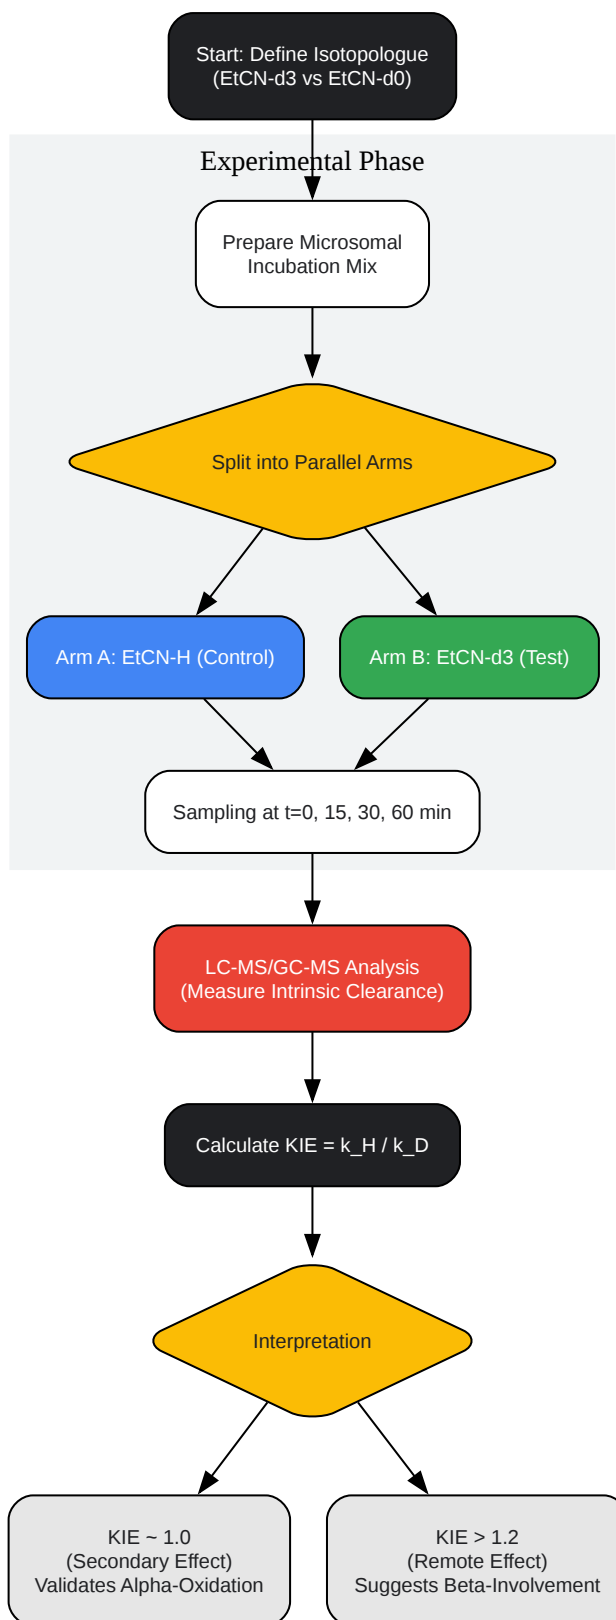 Start: Define Isotopologue
(EtCN-d3 vs EtCN-d0)
Experimental Phase
Prepare Microsomal
Incubation Mix
Split into Parallel Arms
Arm A: EtCN-H (Control)
Arm B: EtCN-d3 (Test)
Sampling at t=0, 15, 30, 60 min
LC-MS/GC-MS Analysis
(Measure Intrinsic Clearance)
Calculate KIE = k_H / k_D
Interpretation
KIE ~ 1.0
(Secondary Effect)
Validates Alpha-Oxidation
KIE > 1.2
(Remote Effect)
Suggests Beta-Involvement